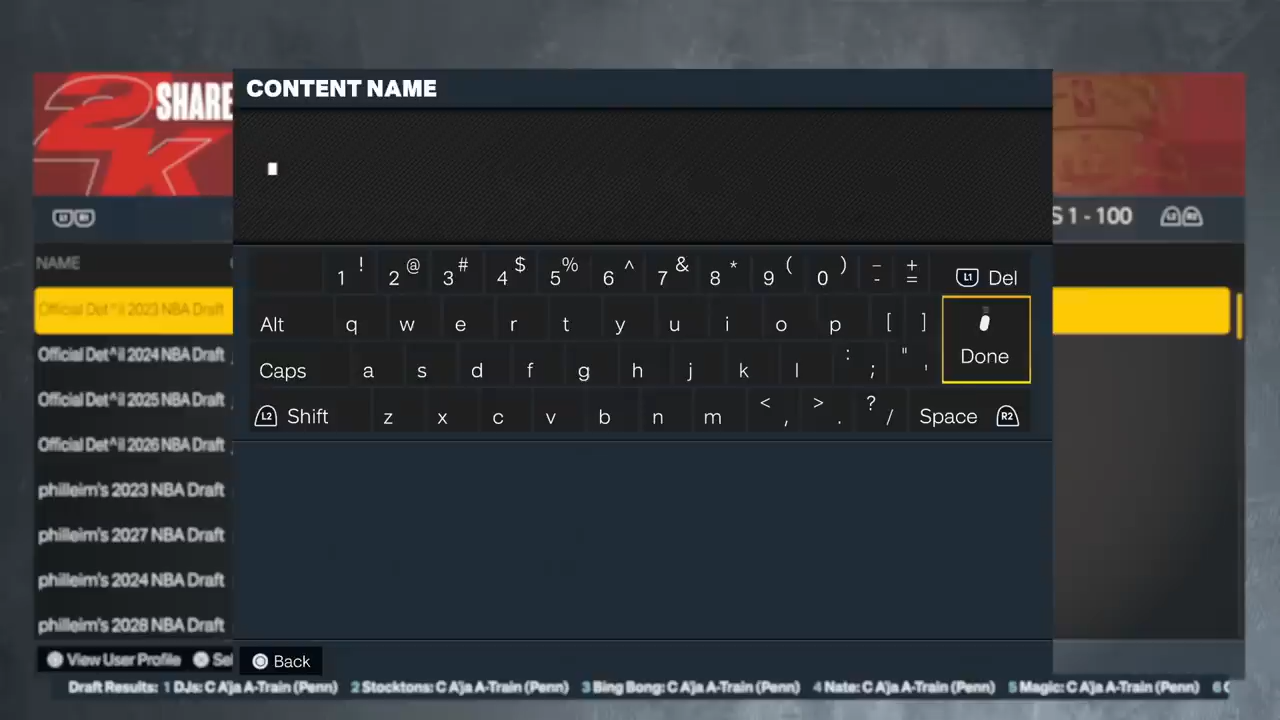 CONTENT NAME
2K SHARE
S 1 - 100
NAME
1 ! 2 @ 3 # 4 $ 5 % 6 ^ 7 & 8 * 9 ( 0 ) - _ = + L1 Del
Alt q w e r t y u i o p [ ]
Done
Caps a s d f g h j k l ; : ' "
L2 Shift z x c v b n m , < . > / ? Space R2
Official Det^il 2023 NBA Draft
Official Det^il 2024 NBA Draft
Official Det^il 2025 NBA Draft
Official Det^il 2026 NBA Draft
philleim's 2023 NBA Draft
philleim's 2027 NBA Draft
philleim's 2024 NBA Draft
philleim's 2028 NBA Draft
View User Profile Sel Back
Draft Results: 1 DJs: C A'ja A-Train (Penn) 2 Stocktons: C A'ja A-Train (Penn) 3 Bing Bong: C A'ja A-Train (Penn) 4 Nate: C A'ja A-Train (Penn) 5 Magic: C A'ja A-Train (Penn) 6